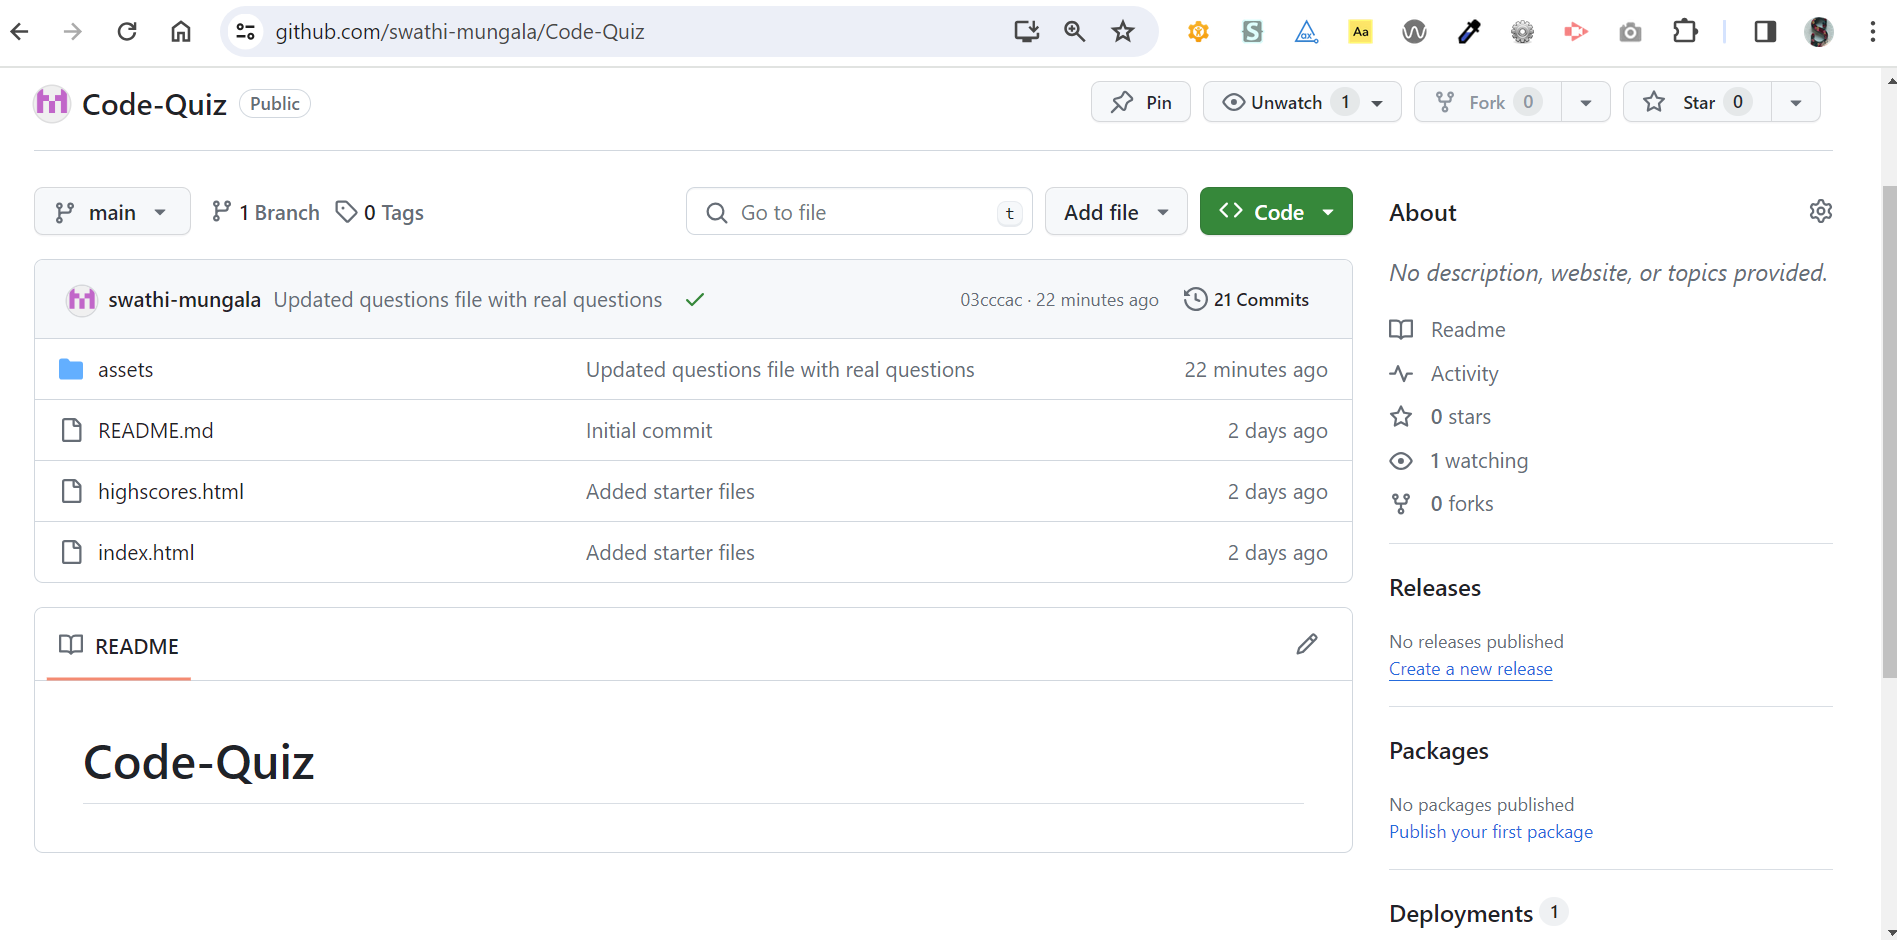 github.com/swathi-mungala/Code-Quiz
Aa
Code-Quiz Public
Pin
Unwatch 1
Fork 0
Star 0
main
1 Branch
0 Tags
Go to file t
Add file
Code
swathi-mungala Updated questions file with real questions
03cccac · 22 minutes ago
21 Commits
assets Updated questions file with real questions 22 minutes ago
README.md Initial commit 2 days ago
highscores.html Added starter files 2 days ago
index.html Added starter files 2 days ago
README
Code-Quiz
About
No description, website, or topics provided.
Readme
Activity
0 stars
1 watching
0 forks
Releases
No releases published
Create a new release
Packages
No packages published
Publish your first package
Deployments 1